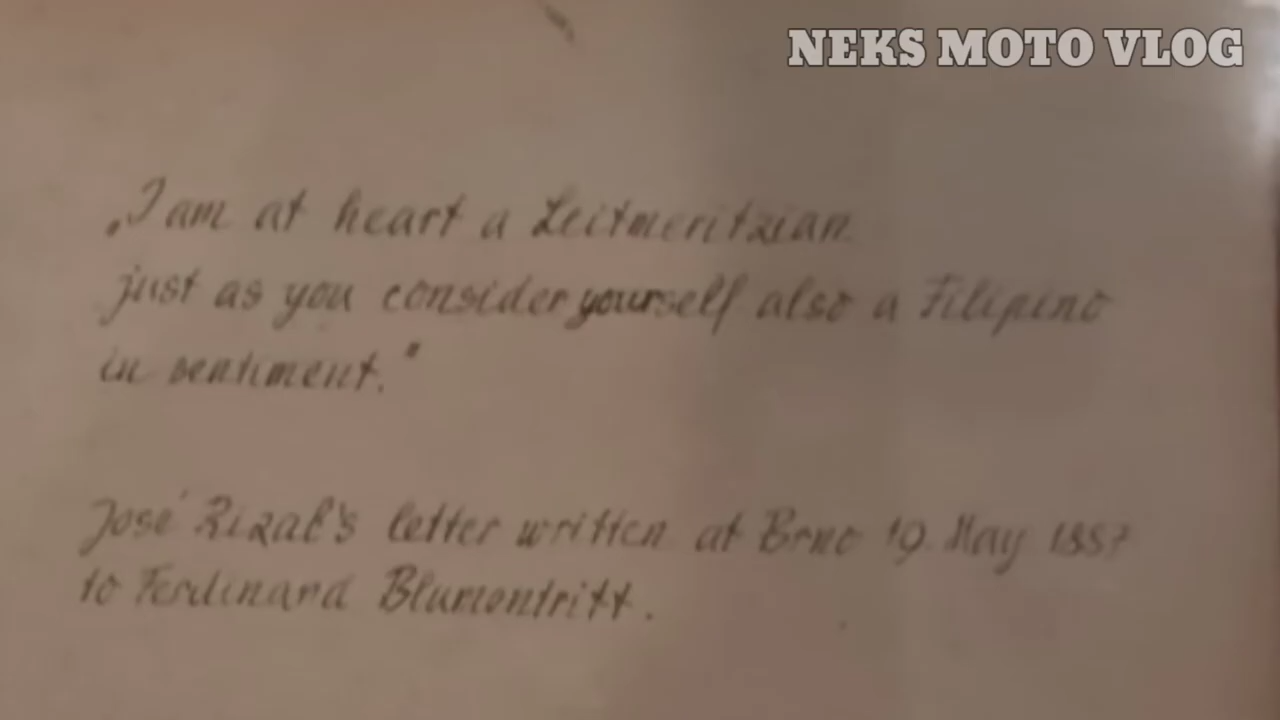 NEKS MOTO VLOG
„I am at heart a Leitmeritzian
just as you consider yourself also a Filipino
in sentiment."
José Rizal's letter written at Brno 19. May 1887
to Ferdinand Blumentritt.